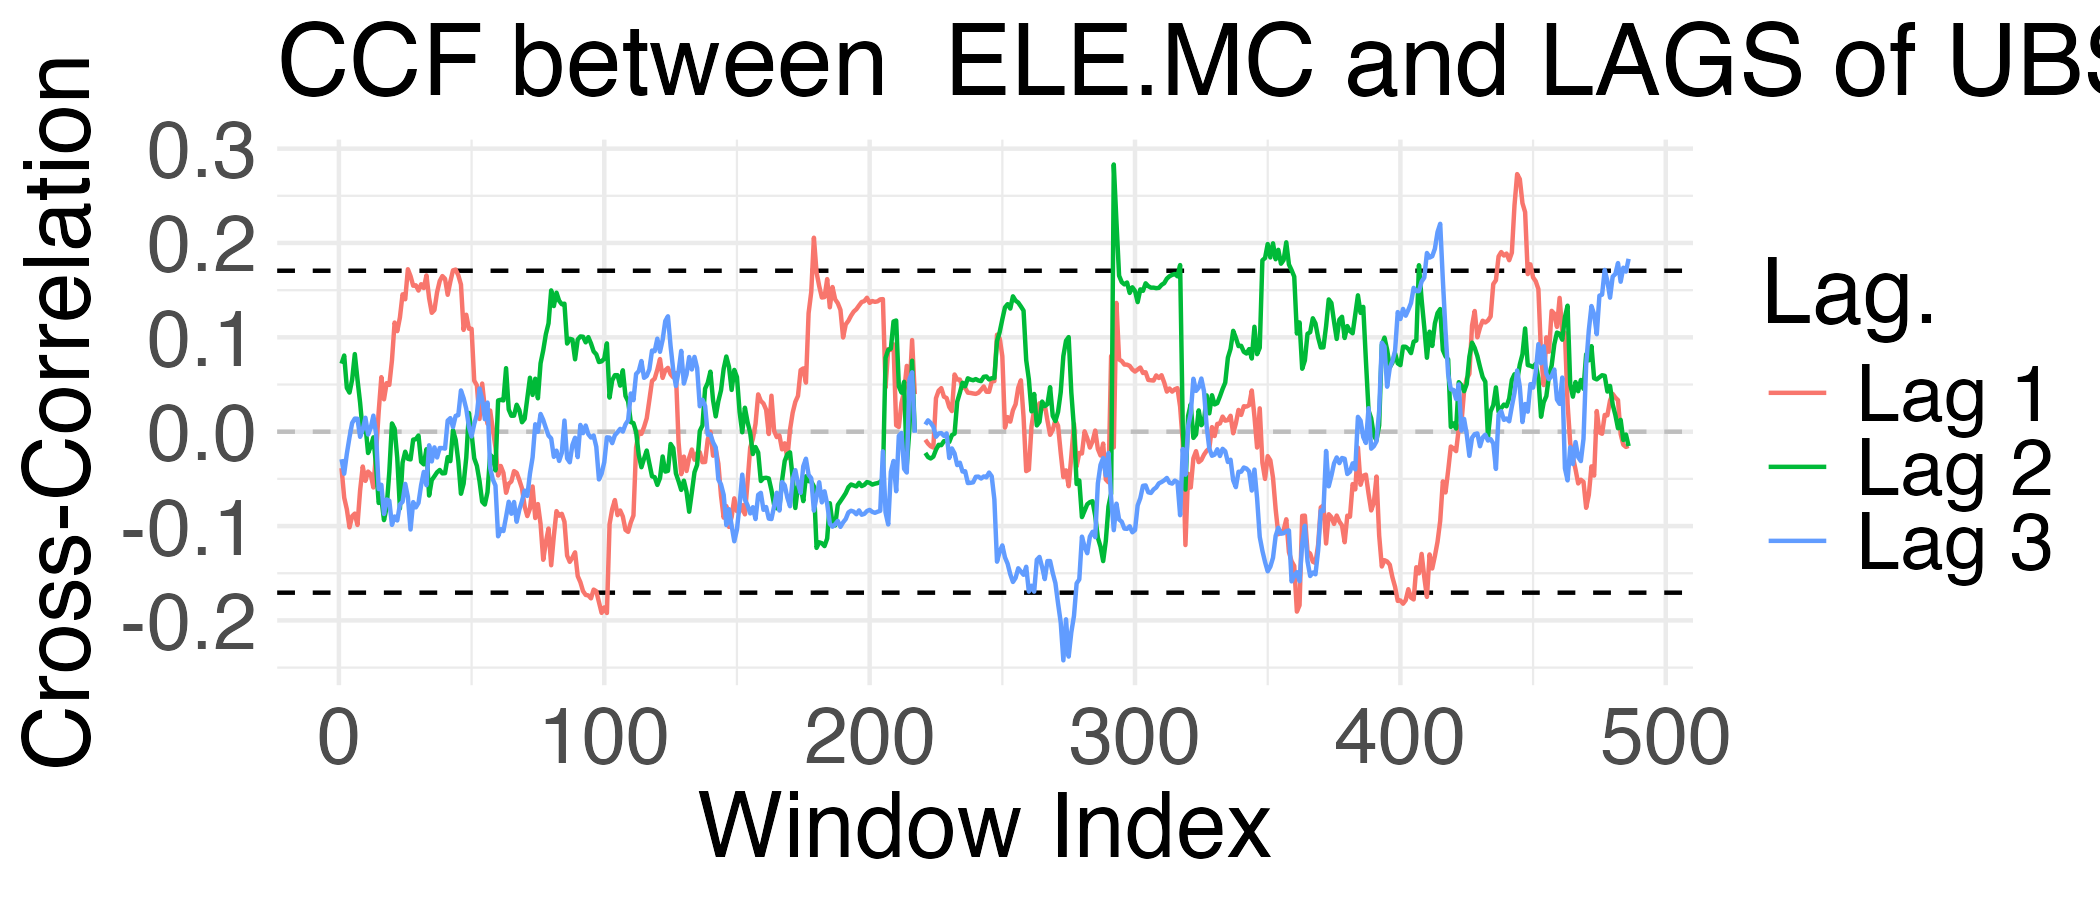 CCF between ELE.MC and LAGS of UBS
Cross-Correlation
0.3
0.2
0.1
0.0
-0.1
-0.2
0
100
200
300
400
500
Window Index
Lag.
Lag 1
Lag 2
Lag 3